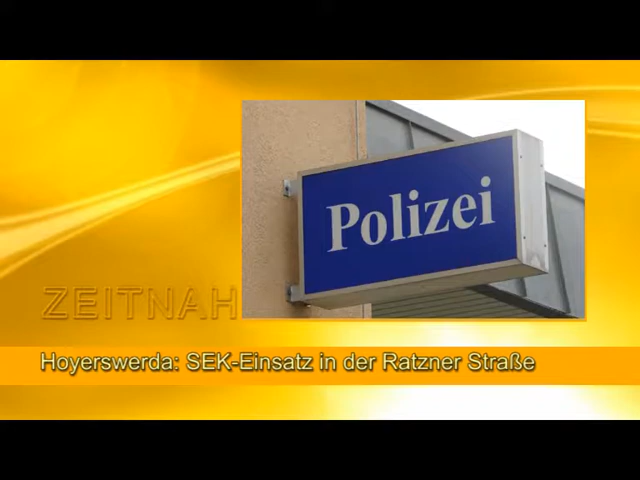 Polizei
ZEITNAH
Hoyerswerda: SEK-Einsatz in der Ratzner Straße